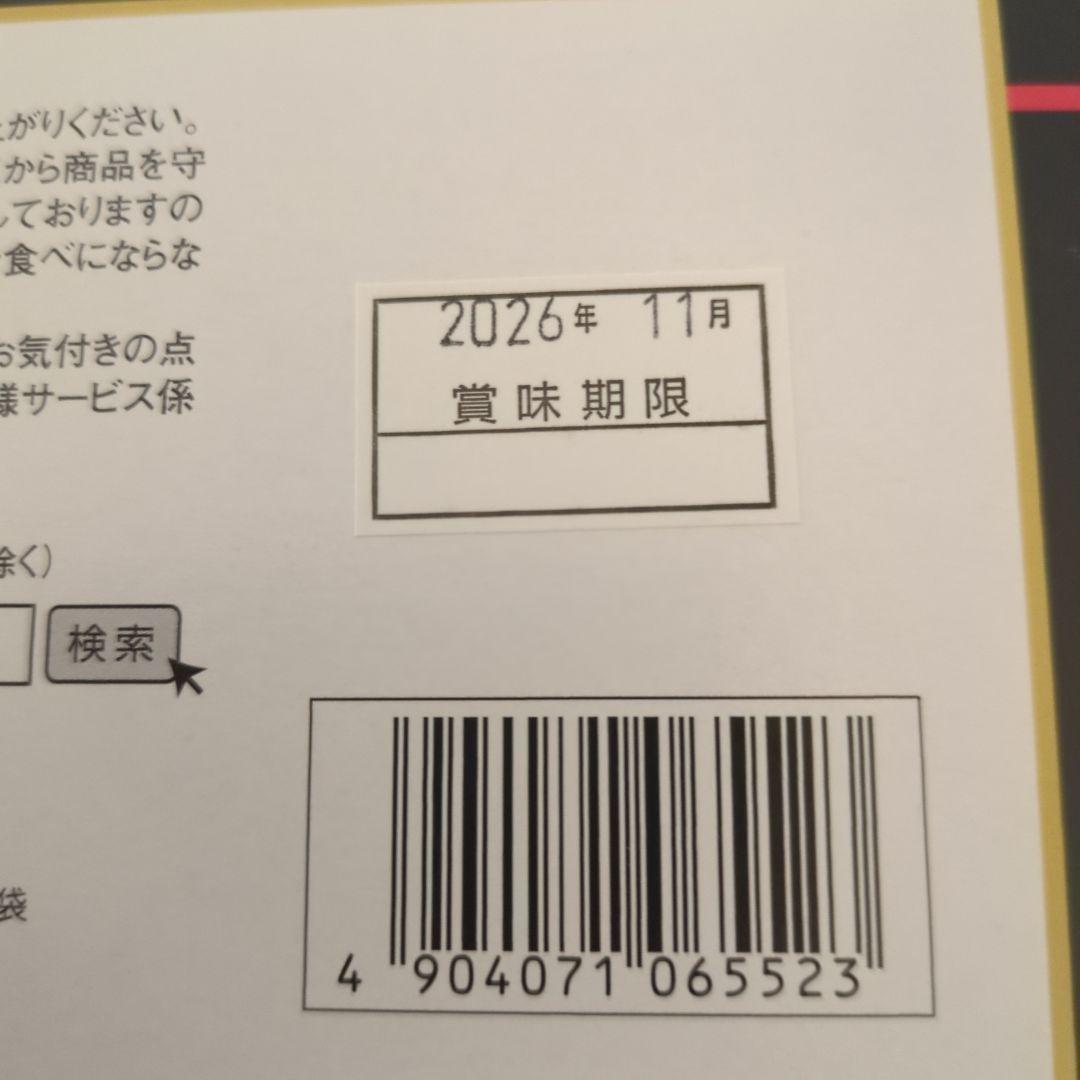 がりください。
から商品を守
しておりますの
食べにならな
お気付きの点
様サービス係
除く)
検索
袋
2026年 11月
賞味期限
4 904071 065523